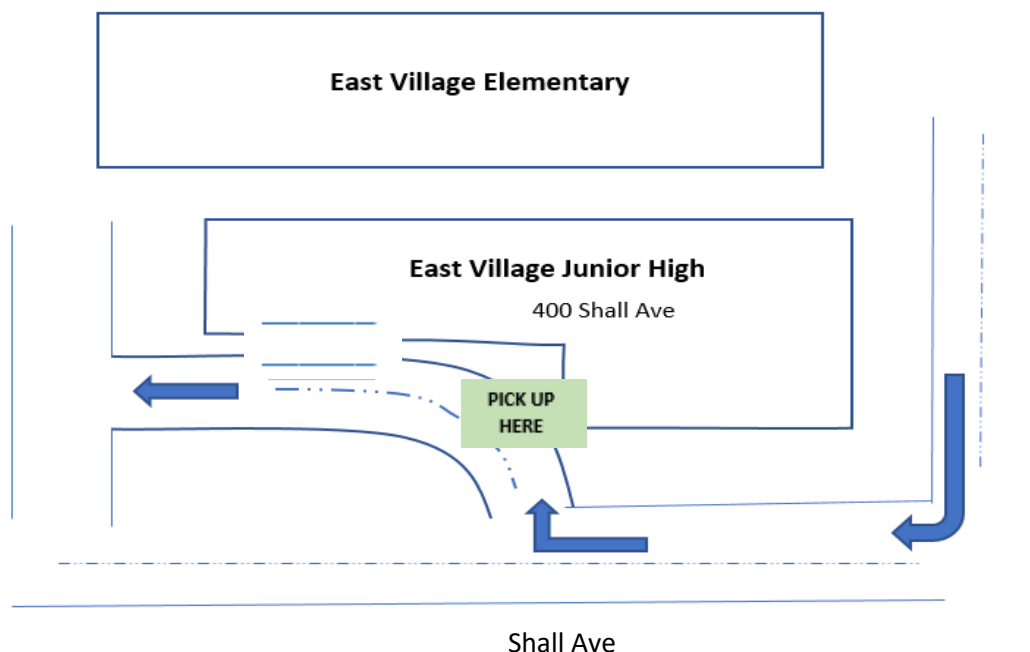 East Village Elementary
East Village Junior High
400 Shall Ave
PICK UP
HERE
Shall Ave